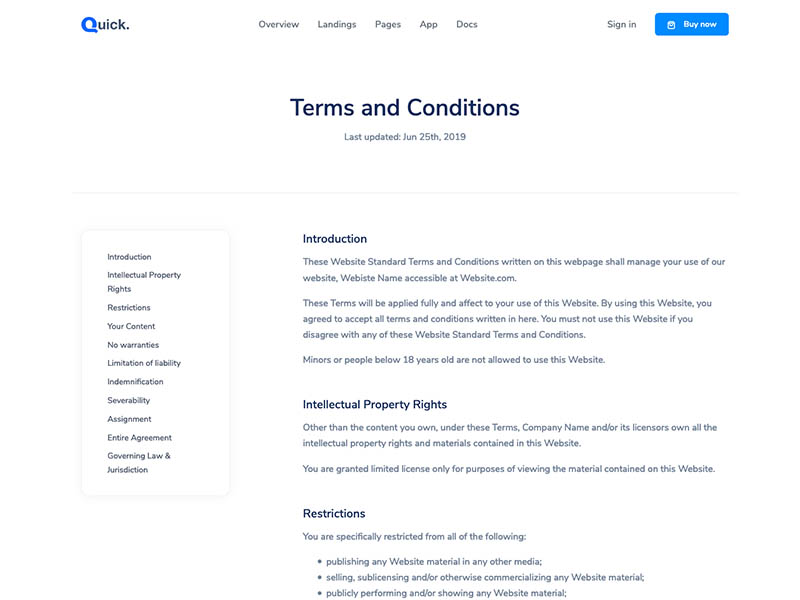 Quick.
Overview Landings Pages App Docs
Sign in
Buy now
Terms and Conditions
Last updated: Jun 25th, 2019
Introduction
Intellectual Property
Rights
Restrictions
Your Content
No warranties
Limitation of liability
Indemnification
Severability
Assignment
Entire Agreement
Governing Law &
Jurisdiction
Introduction
These Website Standard Terms and Conditions written on this webpage shall manage your use of our
website, Webiste Name accessible at Website.com.
These Terms will be applied fully and affect to your use of this Website. By using this Website, you
agreed to accept all terms and conditions written in here. You must not use this Website if you
disagree with any of these Website Standard Terms and Conditions.
Minors or people below 18 years old are not allowed to use this Website.
Intellectual Property Rights
Other than the content you own, under these Terms, Company Name and/or its licensors own all the
intellectual property rights and materials contained in this Website.
You are granted limited license only for purposes of viewing the material contained on this Website.
Restrictions
You are specifically restricted from all of the following:
• publishing any Website material in any other media;
• selling, sublicensing and/or otherwise commercializing any Website material;
• publicly performing and/or showing any Website material;